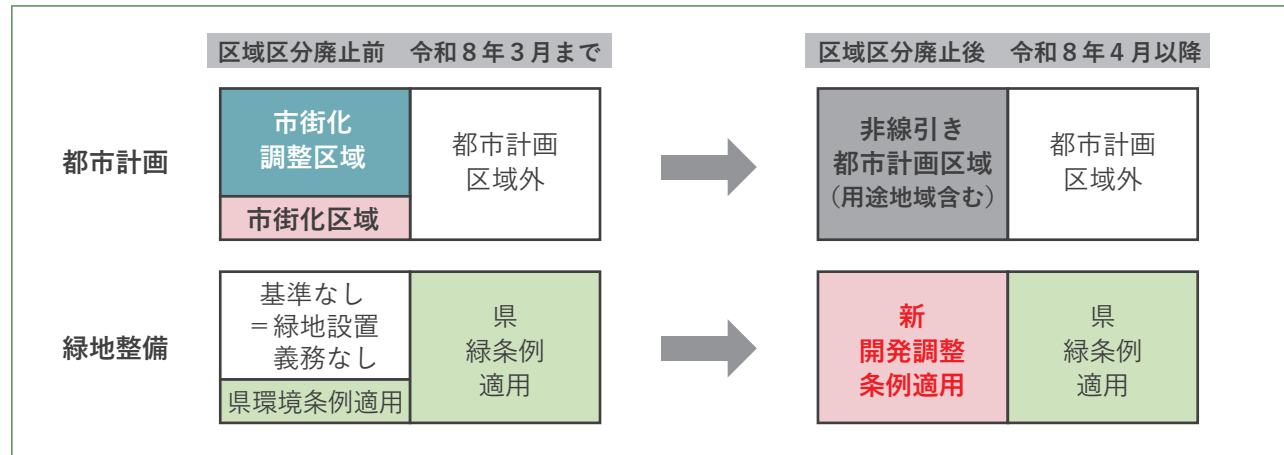 区域区分廃止前　令和8年3月まで
区域区分廃止後　令和8年4月以降
都市計画
市街化
調整区域
市街化区域
都市計画
区域外
非線引き
都市計画区域
（用途地域含む）
都市計画
区域外
緑地整備
基準なし
＝緑地設置
義務なし
県環境条例適用
県
緑条例
適用
新
開発調整
条例適用
県
緑条例
適用